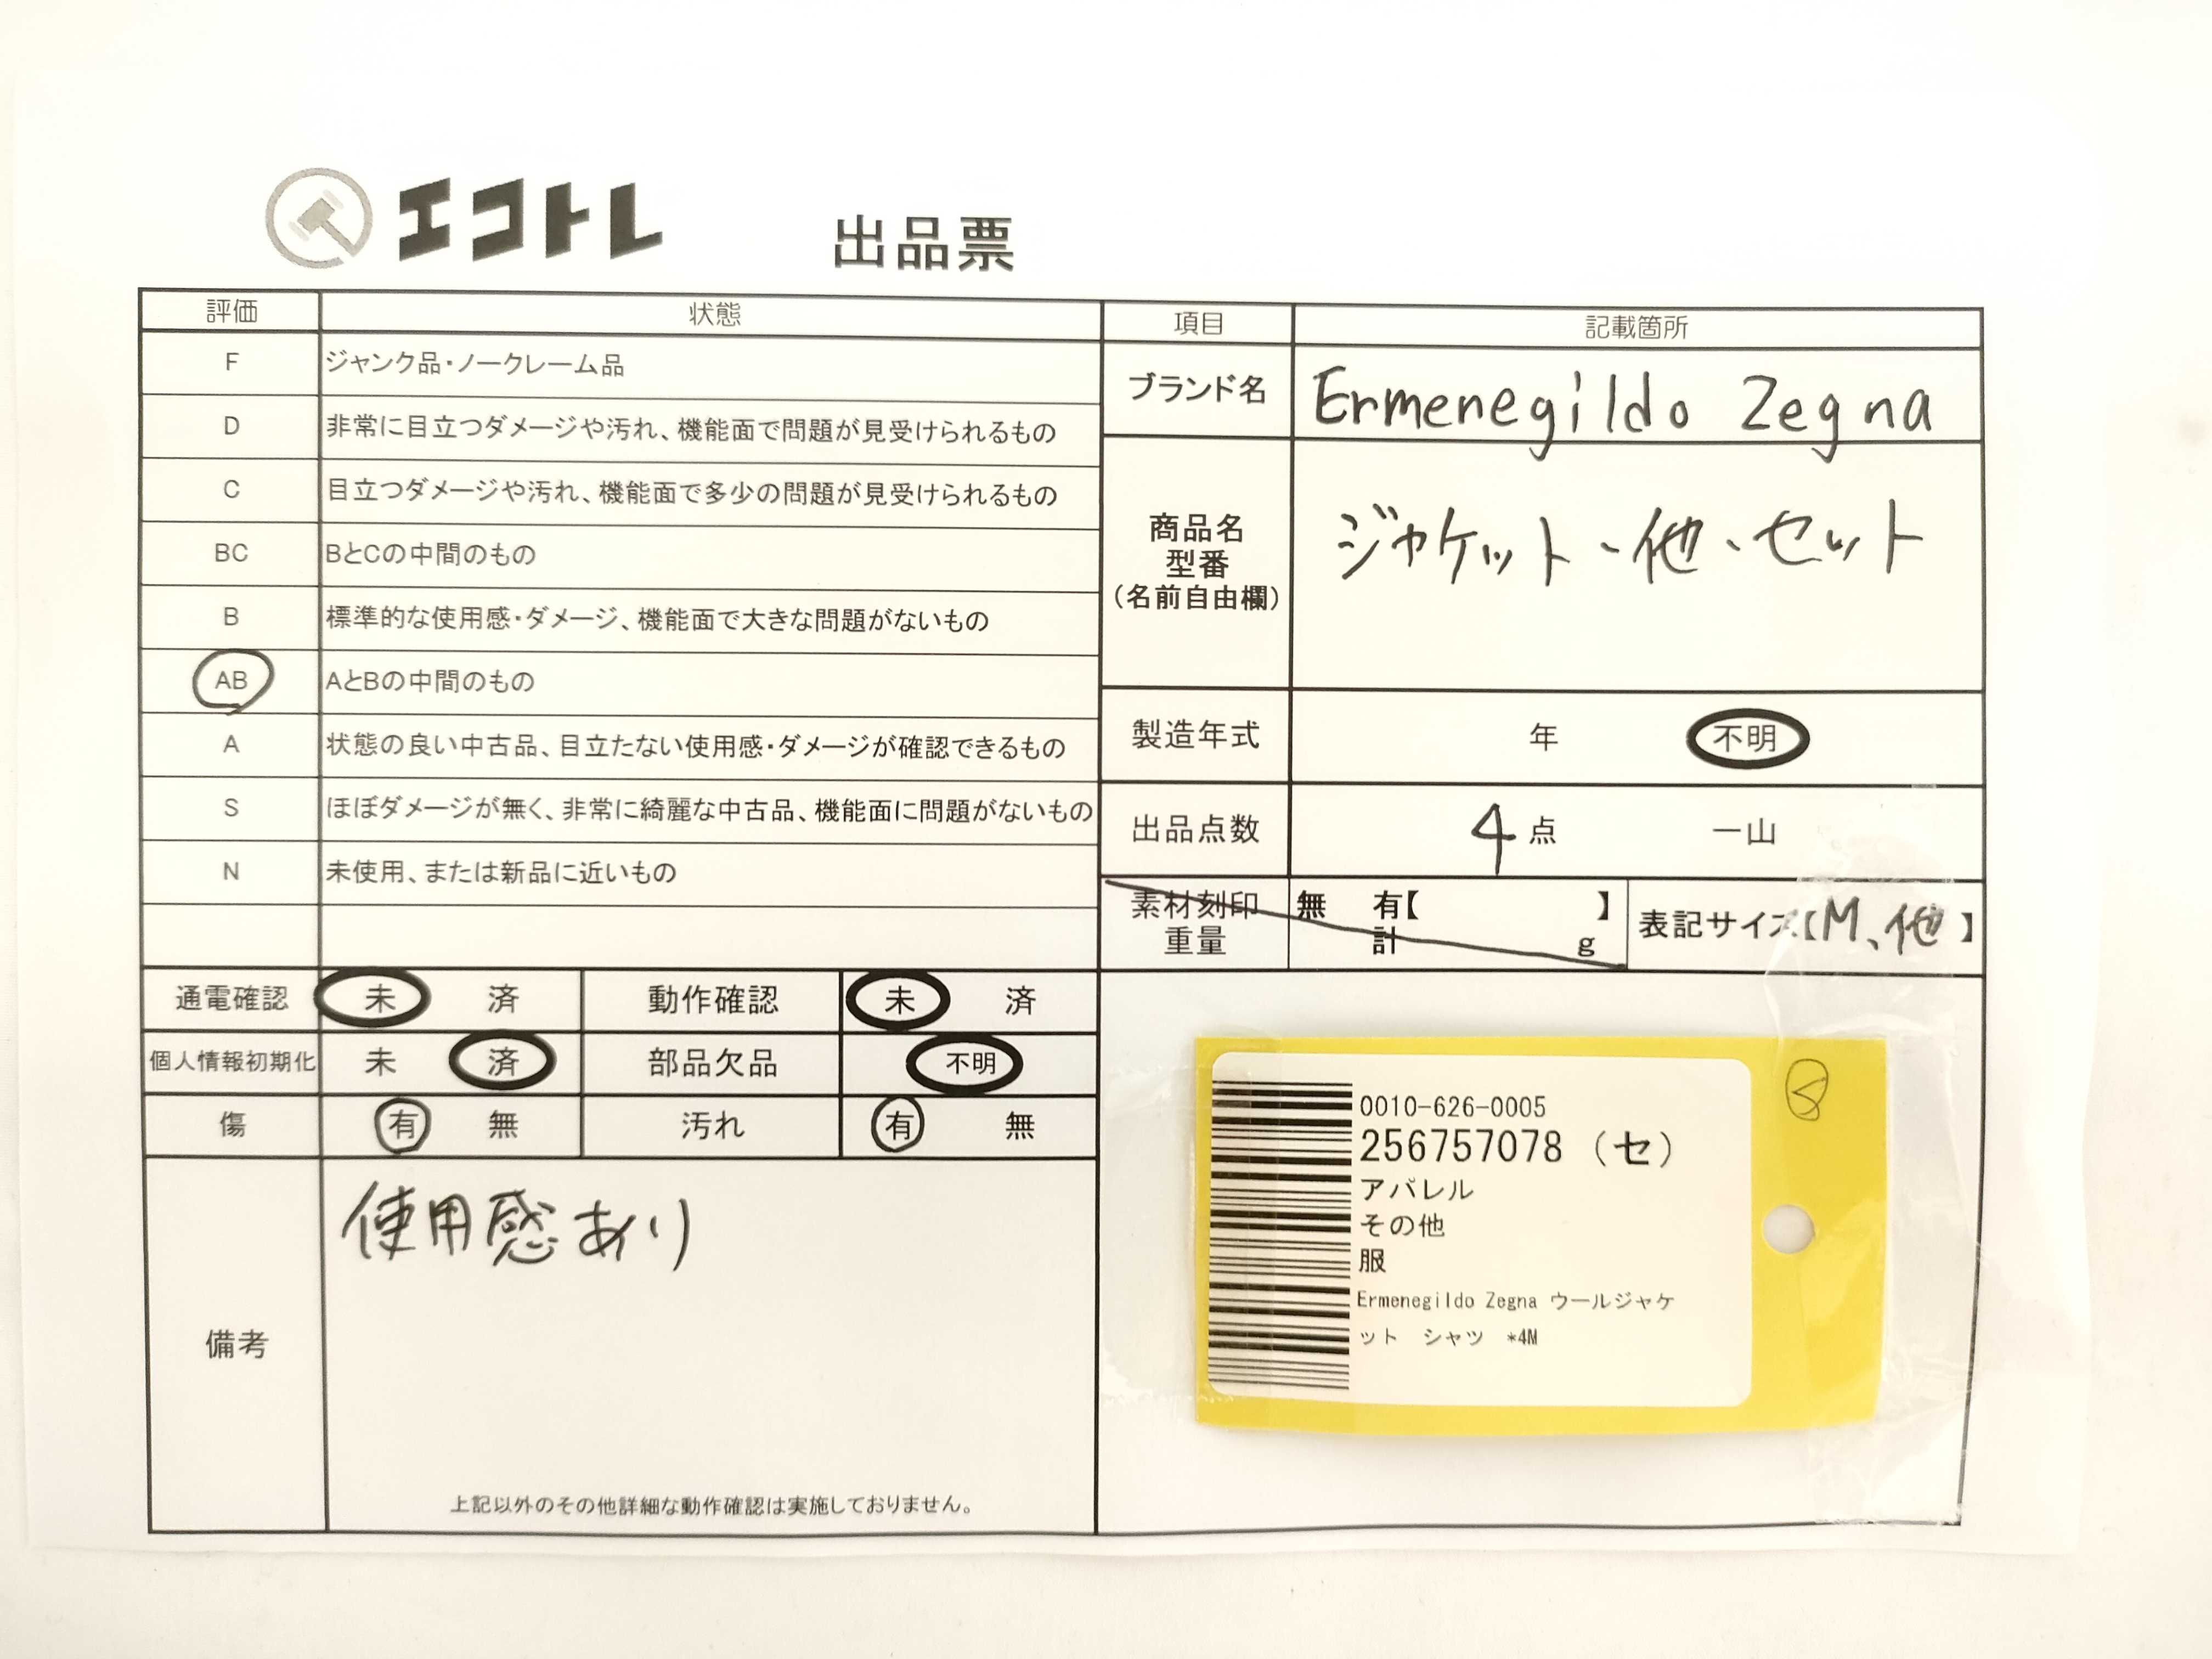 エコトレ 出品票
評価 状態
F ジャンク品・ノークレーム品
D 非常に目立つダメージや汚れ、機能面で問題が見受けられるもの
C 目立つダメージや汚れ、機能面で多少の問題が見受けられるもの
BC BとCの中間のもの
B 標準的な使用感・ダメージ、機能面で大きな問題がないもの
AB AとBの中間のもの
A 状態の良い中古品、目立たない使用感・ダメージが確認できるもの
S ほぼダメージが無く、非常に綺麗な中古品、機能面に問題がないもの
N 未使用、または新品に近いもの
項目 記載箇所
ブランド名 Ermenegildo Zegna
商品名
型番
（名前自由欄）
ジャケット、他、セット
製造年式 年 不明
出品点数 4点 一山
素材刻印 無 有【 】
重量 計 g
表記サイズ【M、他】
通電確認 未 済 動作確認 未 済
個人情報初期化 未 済 部品欠品 不明
傷 有 無 汚れ 有 無
備考
使用感あり
上記以外のその他詳細な動作確認は実施しておりません。
0010-626-0005
256757078（セ）
アパレル
その他
服
Ermenegildo Zegna ウールジャケ
ット シャツ *4M